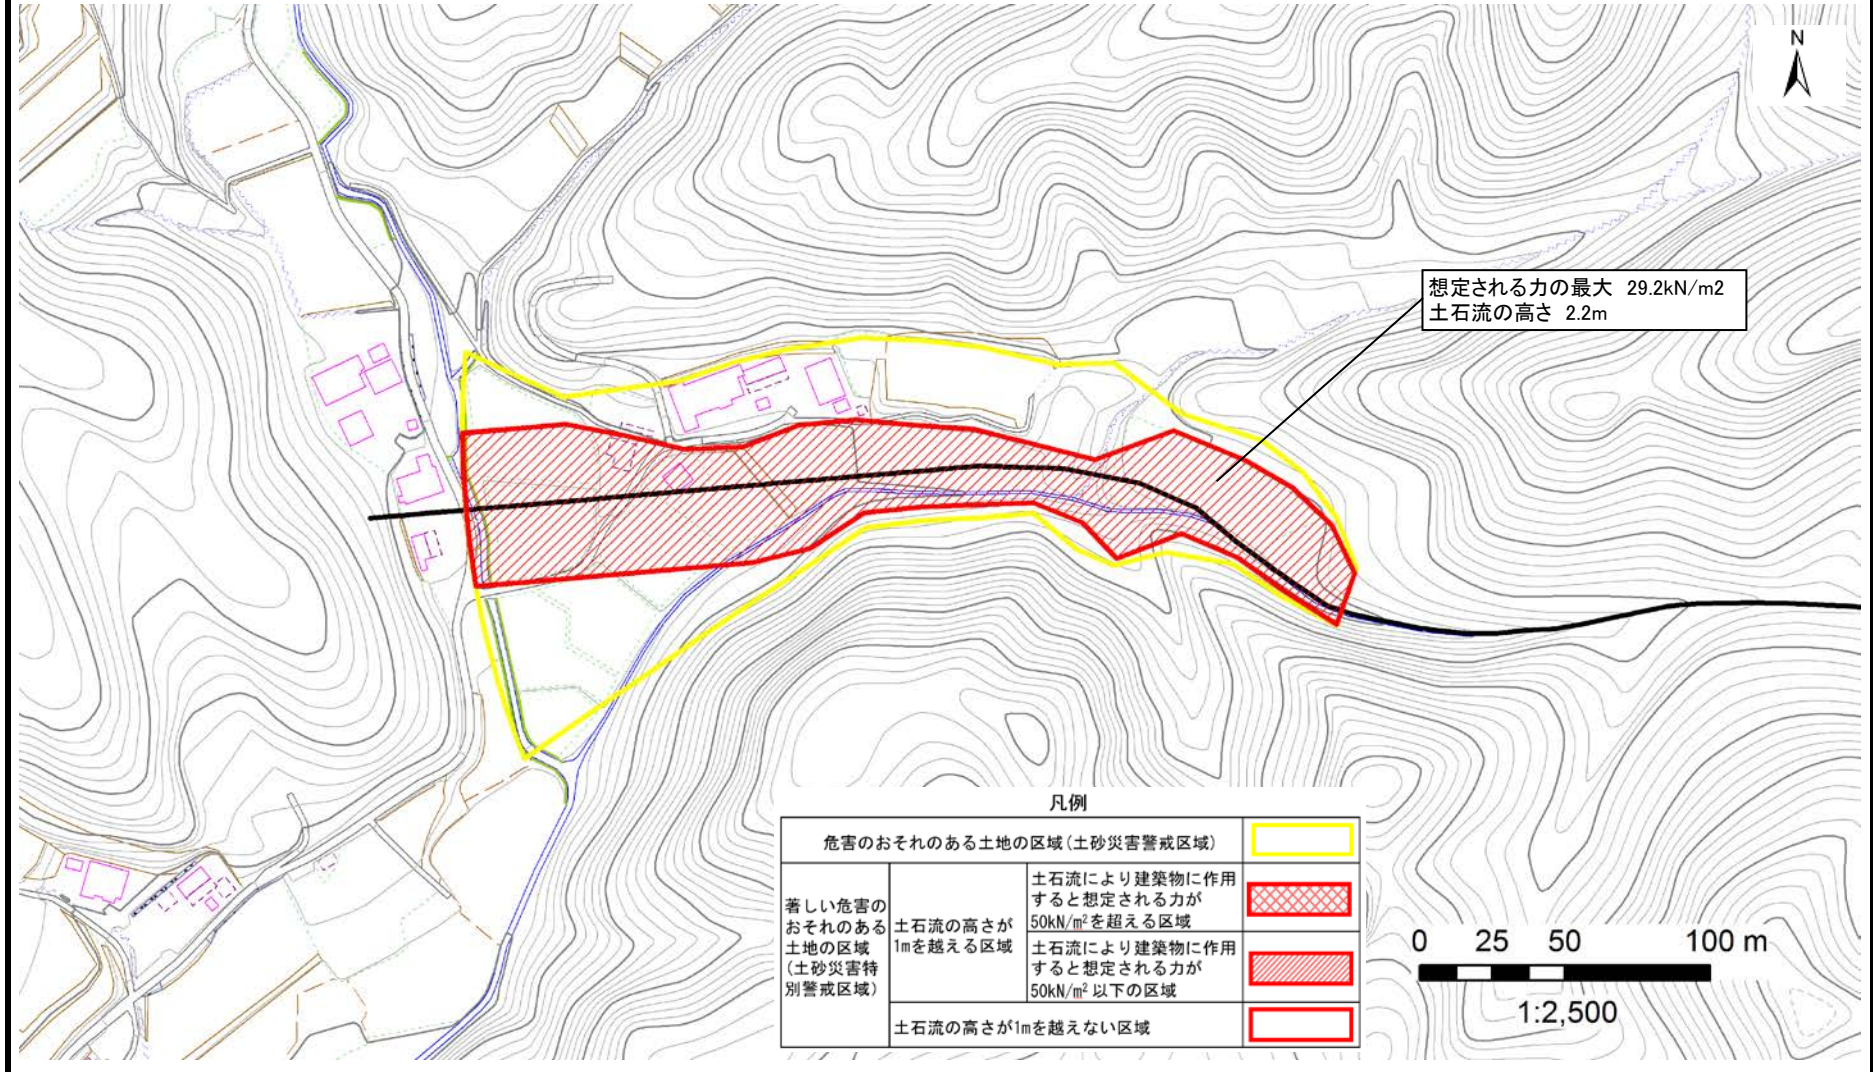 N
想定される力の最大 29.2kN/m2
土石流の高さ 2.2m
凡例
危害のおそれのある土地の区域(土砂災害警戒区域)
著しい危害の
おそれのある
土地の区域
(土砂災害特
別警戒区域)
土石流の高さが
1mを越える区域
土石流により建築物に作用
すると想定される力が
50kN/㎡を超える区域
土石流により建築物に作用
すると想定される力が
50kN/㎡ 以下の区域
土石流の高さが1mを越えない区域
0 25 50 100 m
1:2,500